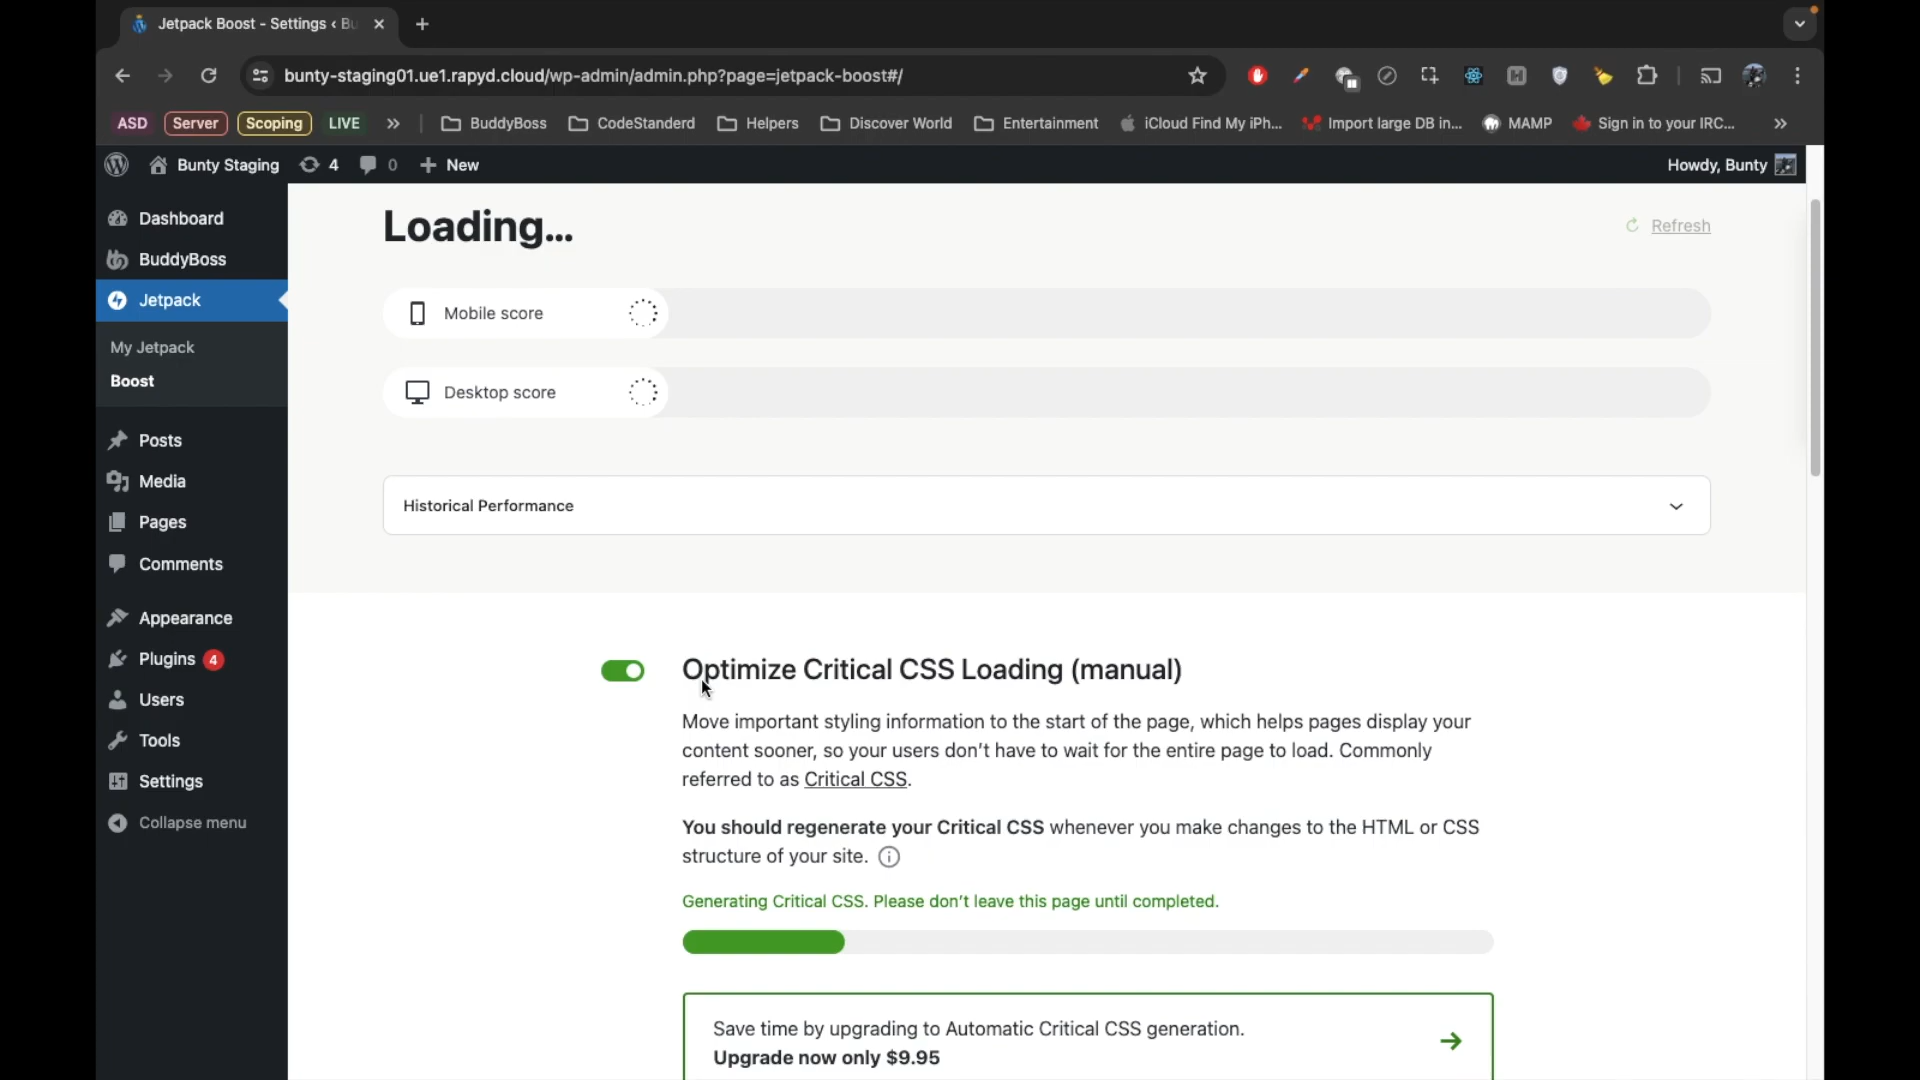 Jetpack Boost - Settings ‹ Bu
bunty-staging01.ue1.rapyd.cloud/wp-admin/admin.php?page=jetpack-boost#/
ASD Server Scoping LIVE » BuddyBoss CodeStanderd Helpers Discover World Entertainment iCloud Find My iPh... Import large DB in... MAMP Sign in to your IRC... »
Bunty Staging 4 0 + New Howdy, Bunty
Dashboard
BuddyBoss
Jetpack
My Jetpack
Boost
Posts
Media
Pages
Comments
Appearance
Plugins 4
Users
Tools
Settings
Collapse menu
Loading...
Refresh
Mobile score
Desktop score
Historical Performance
Optimize Critical CSS Loading (manual)
Move important styling information to the start of the page, which helps pages display your
content sooner, so your users don't have to wait for the entire page to load. Commonly
referred to as Critical CSS.
You should regenerate your Critical CSS whenever you make changes to the HTML or CSS
structure of your site.
Generating Critical CSS. Please don't leave this page until completed.
Save time by upgrading to Automatic Critical CSS generation.
Upgrade now only $9.95